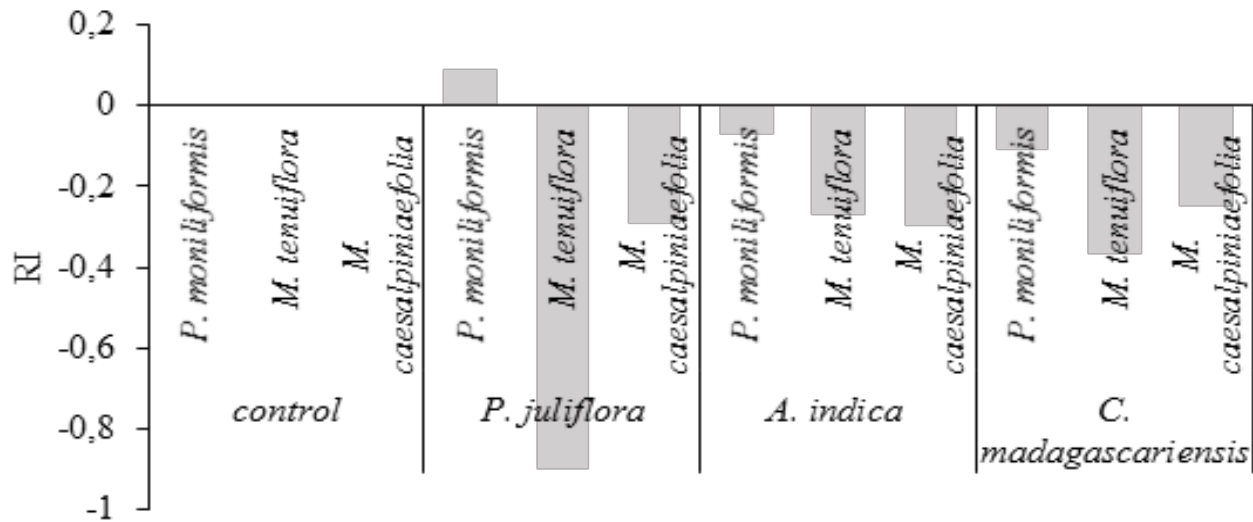 0,2
0
-0,2
-0,4
-0,6
-0,8
-1
RI
P. moniliformis
M. tenuiflora
M.
caesalpiniaefolia
P. moniliformis
M. tenuiflora
M.
caesalpiniaefolia
P. moniliformis
M. tenuiflora
M.
caesalpiniaefolia
P. moniliformis
M. tenuiflora
M.
caesalpiniaefolia
control
P. juliflora
A. indica
C.
madagascariensis